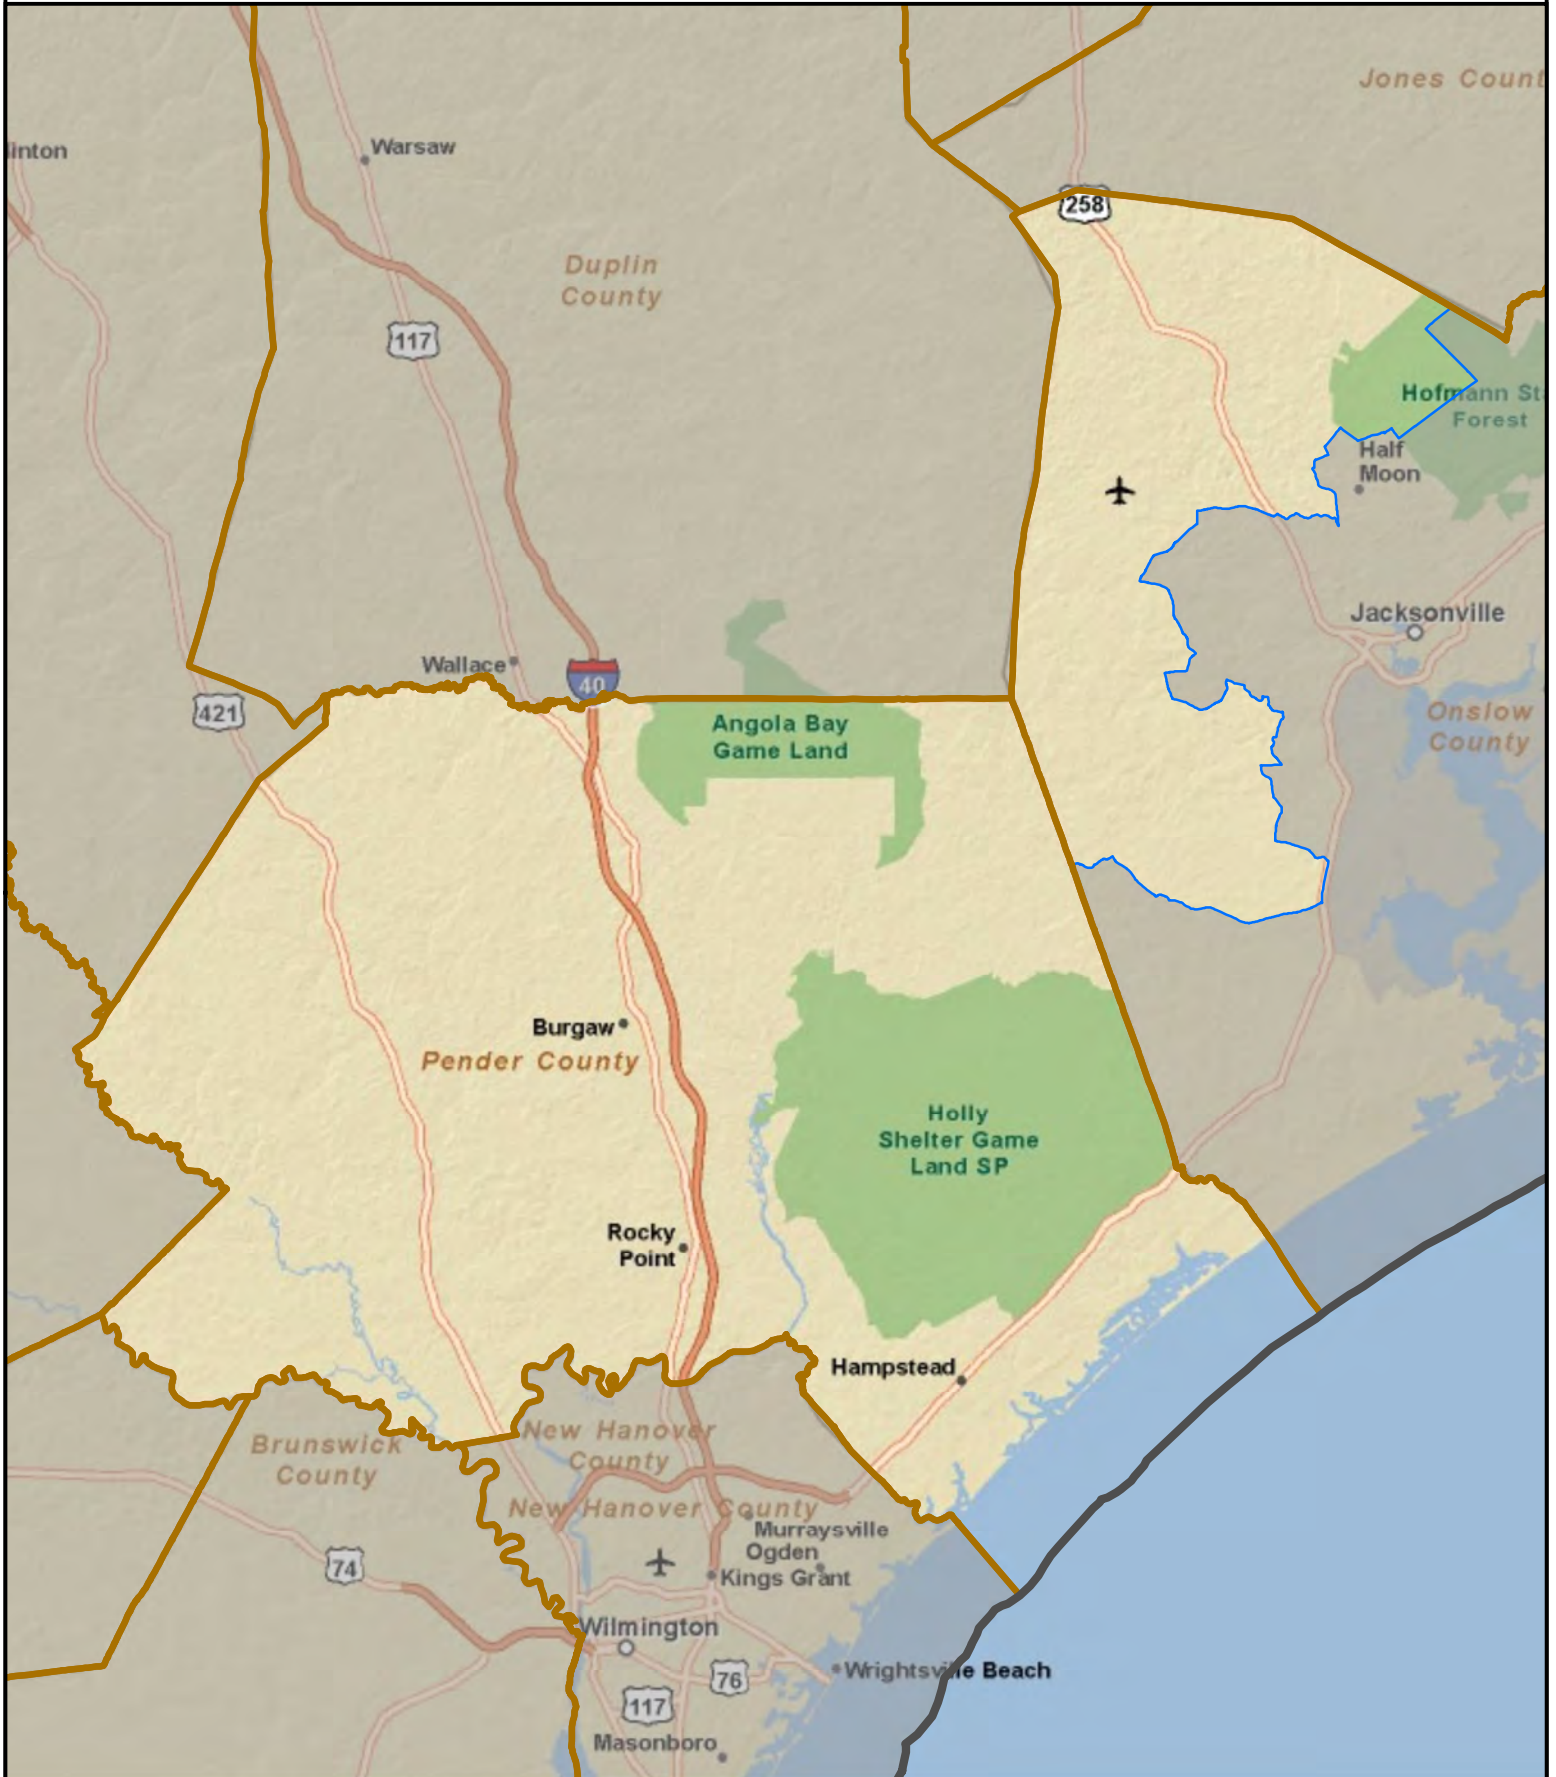 Jones Count
linton
Warsaw
258
Duplin
County
117
Hofmann St
Forest
Half
Moon
Jacksonville
Wallace
40
421
Onslow
County
Angola Bay
Game Land
Burgaw
Pender County
Holly
Shelter Game
Land SP
Rocky
Point
Hampstead
New Hanover
County
Brunswick
County
New Hanover County
Murraysville
Ogden
Kings Grant
74
Wilmington
Wrightsville Beach
76
117
Masonboro